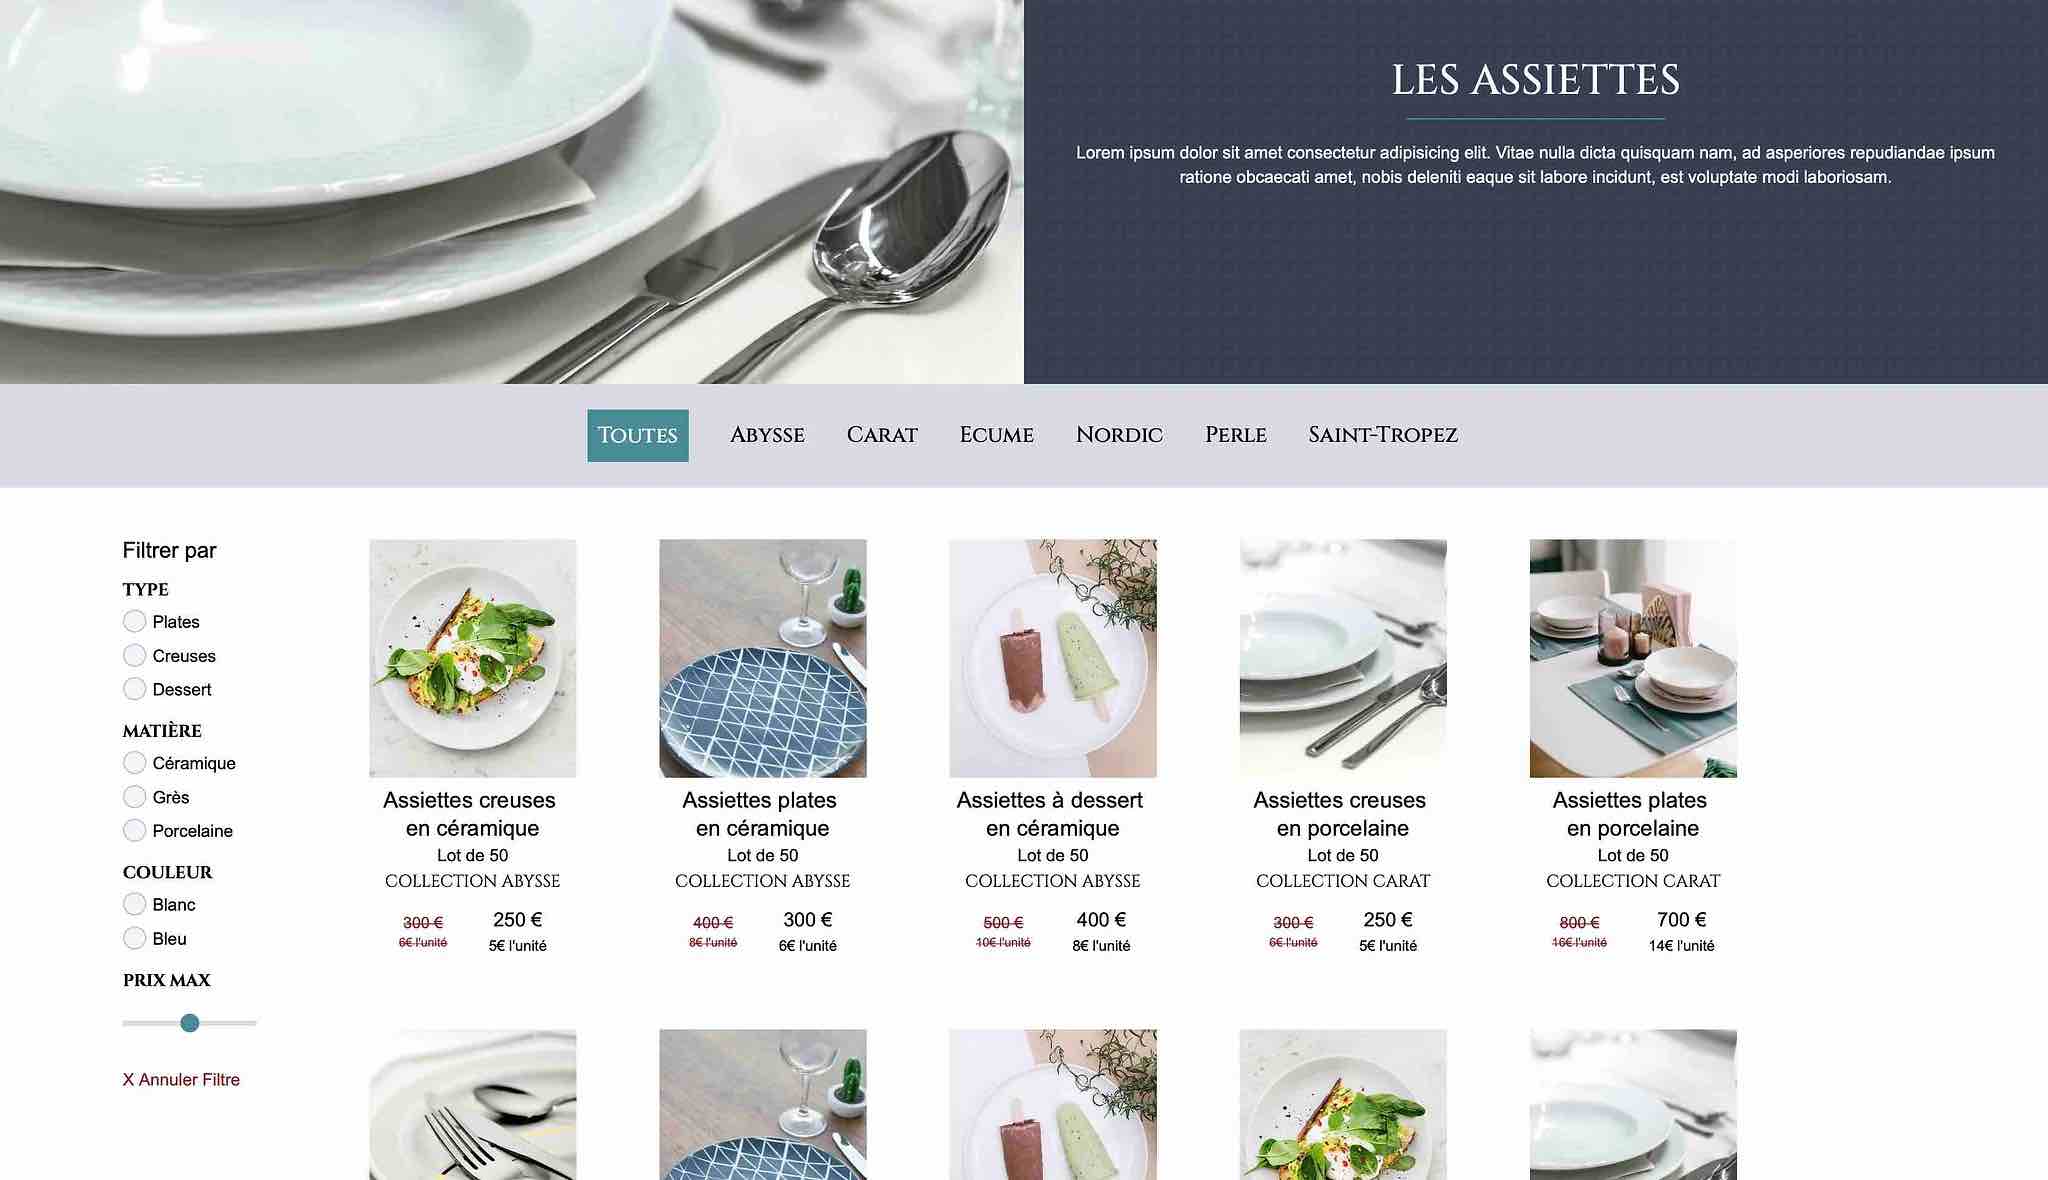 LES ASSIETTES
Lorem ipsum dolor sit amet consectetur adipisicing elit. Vitae nulla dicta quisquam nam, ad asperiores repudiandae ipsum
ratione obcaecati amet, nobis deleniti eaque sit labore incidunt, est voluptate modi laboriosam.
Toutes Abysse Carat Ecume Nordic Perle Saint-Tropez
Filtrer par
TYPE
Plates
Creuses
Dessert
MATIÈRE
Céramique
Grès
Porcelaine
COULEUR
Blanc
Bleu
PRIX MAX
X Annuler Filtre
Assiettes creuses
en céramique
Lot de 50
COLLECTION ABYSSE
300 € 250 €
6€ l'unité 5€ l'unité
Assiettes plates
en céramique
Lot de 50
COLLECTION ABYSSE
400 € 300 €
8€ l'unité 6€ l'unité
Assiettes à dessert
en céramique
Lot de 50
COLLECTION ABYSSE
500 € 400 €
10€ l'unité 8€ l'unité
Assiettes creuses
en porcelaine
Lot de 50
COLLECTION CARAT
300 € 250 €
6€ l'unité 5€ l'unité
Assiettes plates
en porcelaine
Lot de 50
COLLECTION CARAT
800 € 700 €
16€ l'unité 14€ l'unité